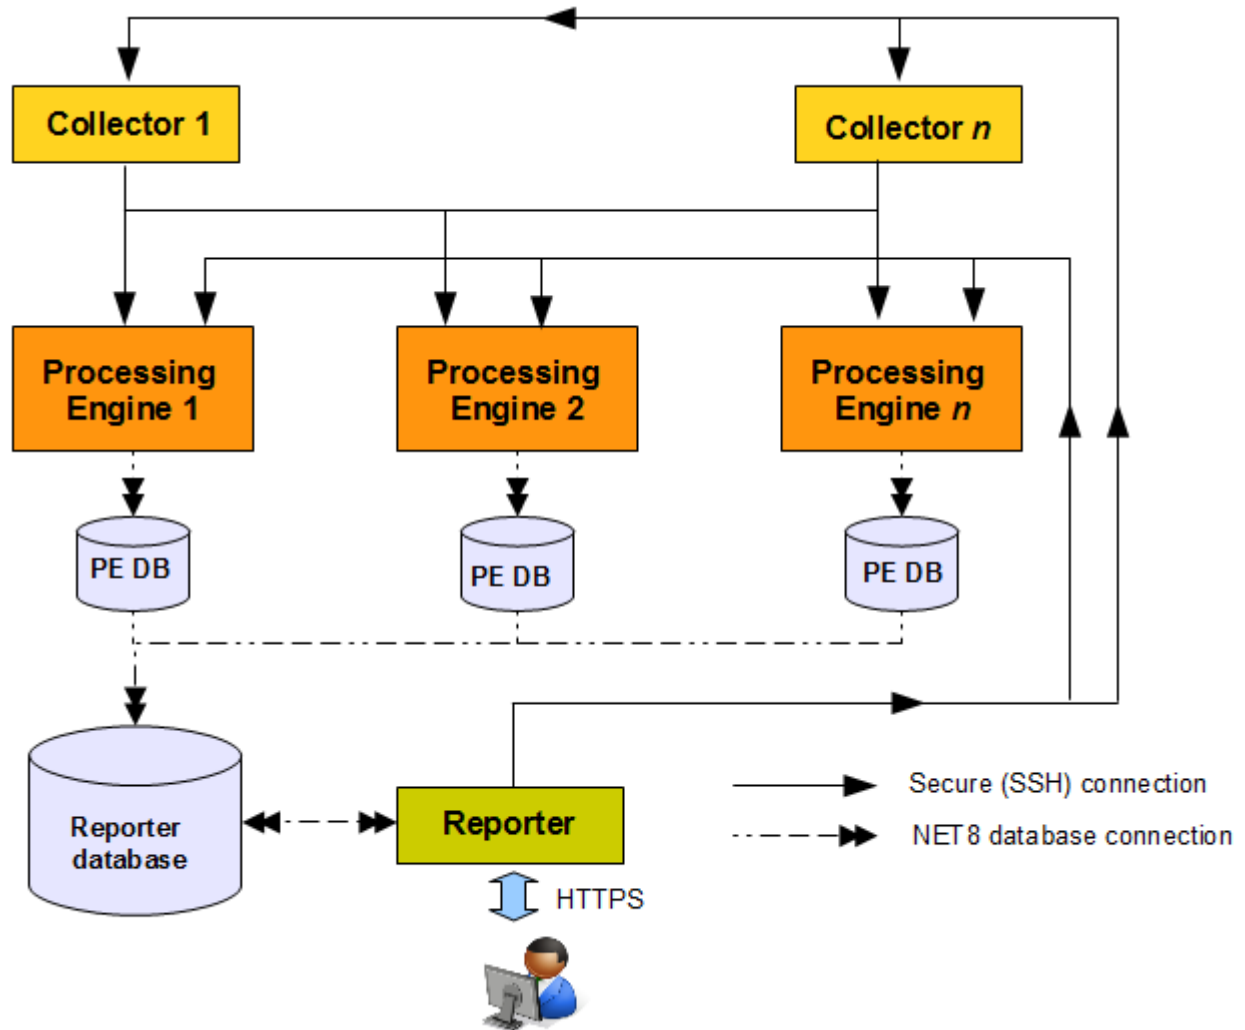 Collector 1
Collector n
Processing
Engine 1
Processing
Engine 2
Processing
Engine n
PE DB
PE DB
PE DB
Reporter
database
Reporter
HTTPS
Secure (SSH) connection
NET8 database connection